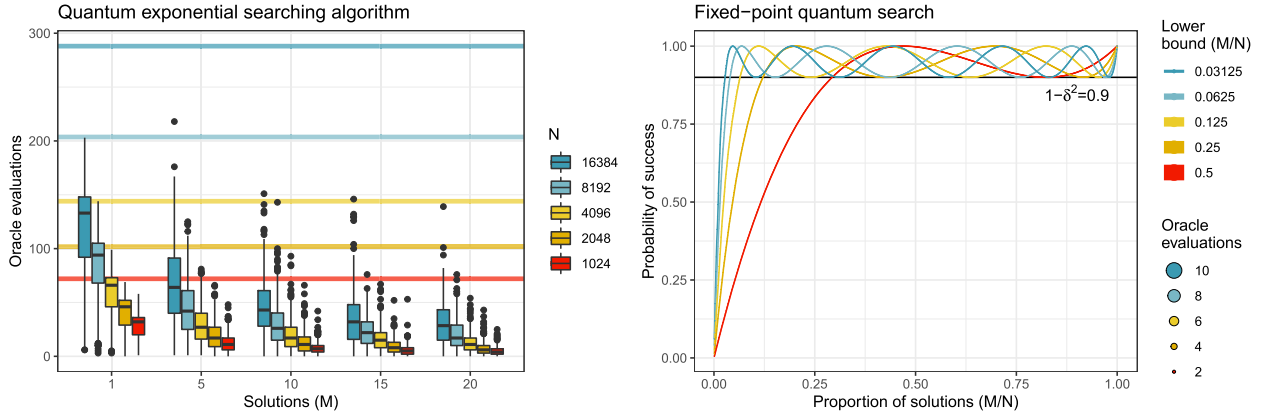 Quantum exponential searching algorithm
300
200
100
0
Oracle evaluations
1
5
10
15
20
Solutions (M)
N
16384
8192
4096
2048
1024
Fixed−point quantum search
1.00
0.75
0.50
0.25
0.00
Probability of success
1−δ²=0.9
0.00
0.25
0.50
0.75
1.00
Proportion of solutions (M/N)
Lower
bound (M/N)
0.03125
0.0625
0.125
0.25
0.5
Oracle
evaluations
10
8
6
4
2